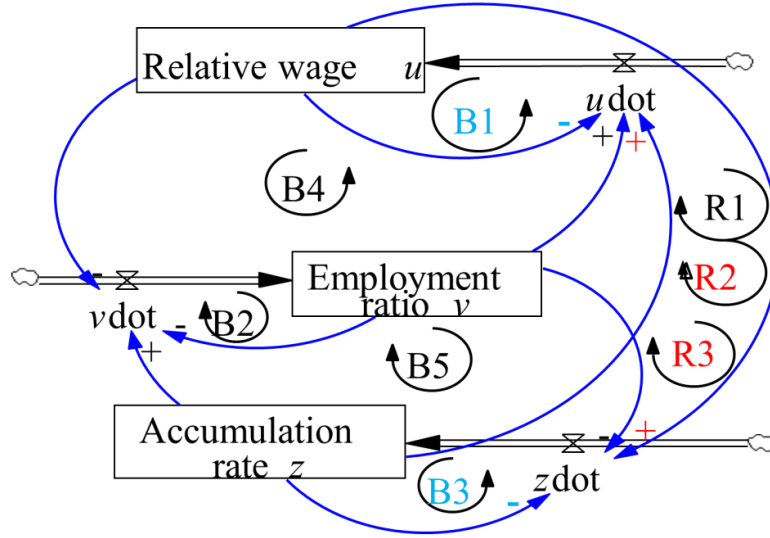 Relative wage u
u dot
B1
-
+
+
B4
R1
R2
-
Employment
ratio v
v dot
-
B2
+
B5
R3
Accumulation
rate z
-
+
B3
-
z dot